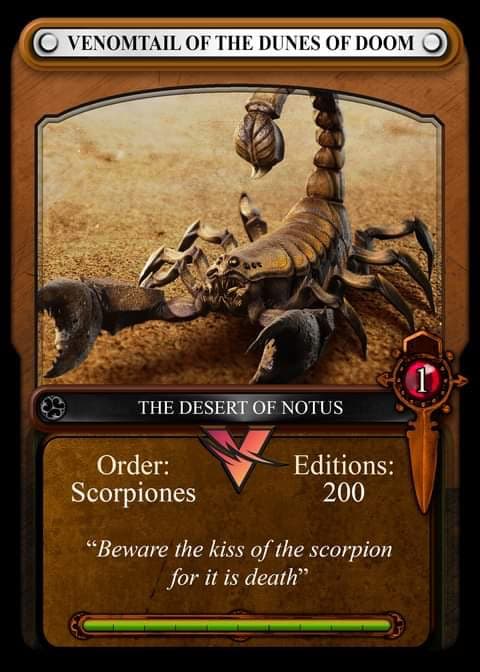 VENOMTAIL OF THE DUNES OF DOOM
1
THE DESERT OF NOTUS
Order:
Scorpiones
Editions:
200
“Beware the kiss of the scorpion
for it is death”